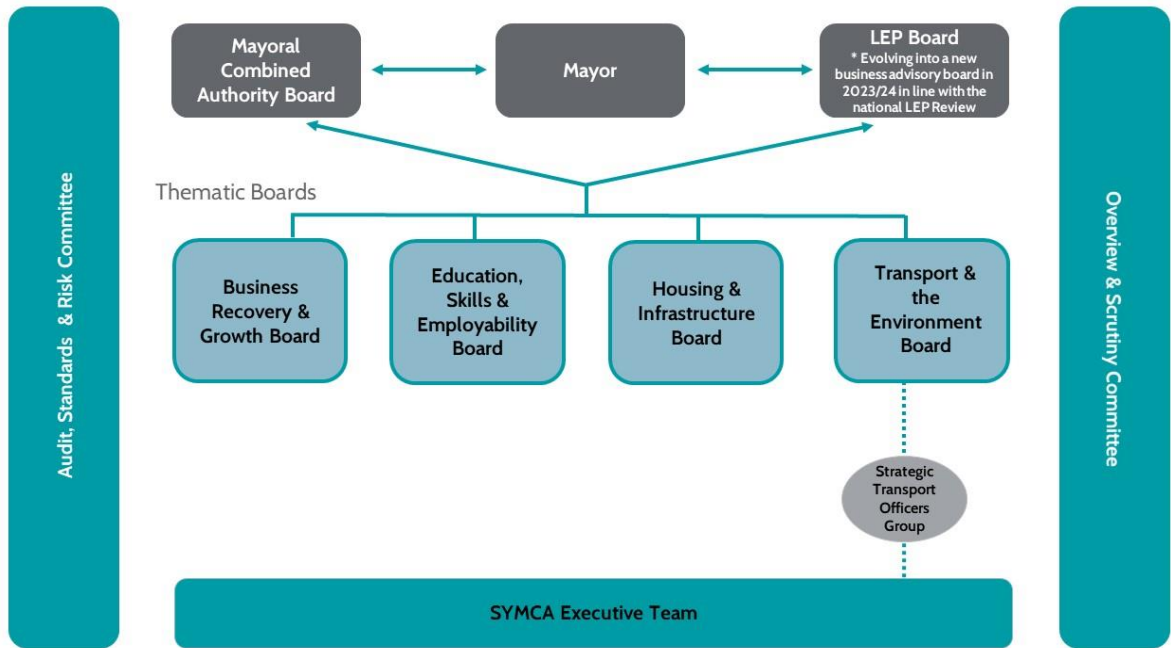 Audit, Standards & Risk Committee
Mayoral
Combined
Authority Board
Mayor
LEP Board
* Evolving into a new
business advisory board in
2023/24 in line with the
national LEP Review
Thematic Boards
Business
Recovery &
Growth Board
Education,
Skills &
Employability
Board
Housing &
Infrastructure
Board
Transport &
the
Environment
Board
Strategic
Transport
Officers
Group
SYMCA Executive Team
Overview & Scrutiny Committee